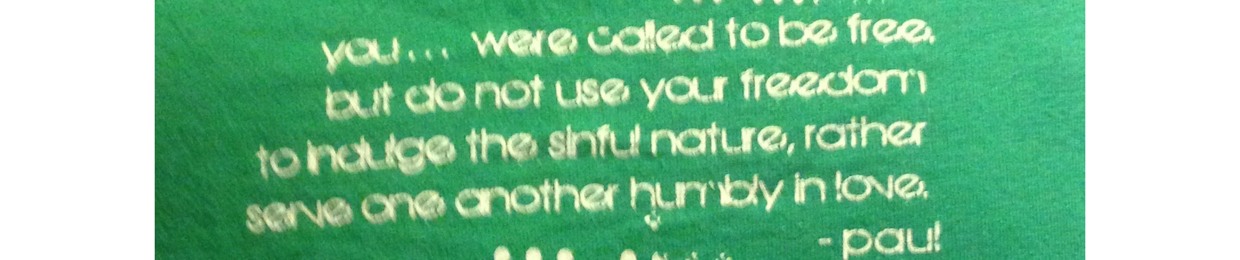 you... were called to be free,
but do not use your freedom
to indulge the sinful nature, rather
serve one another humbly in love.
- paul